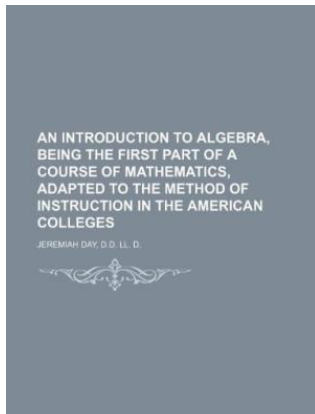 AN INTRODUCTION TO ALGEBRA,
BEING THE FIRST PART OF A
COURSE OF MATHEMATICS,
ADAPTED TO THE METHOD OF
INSTRUCTION IN THE AMERICAN
COLLEGES
JEREMIAH DAY, D.D. LL. D.